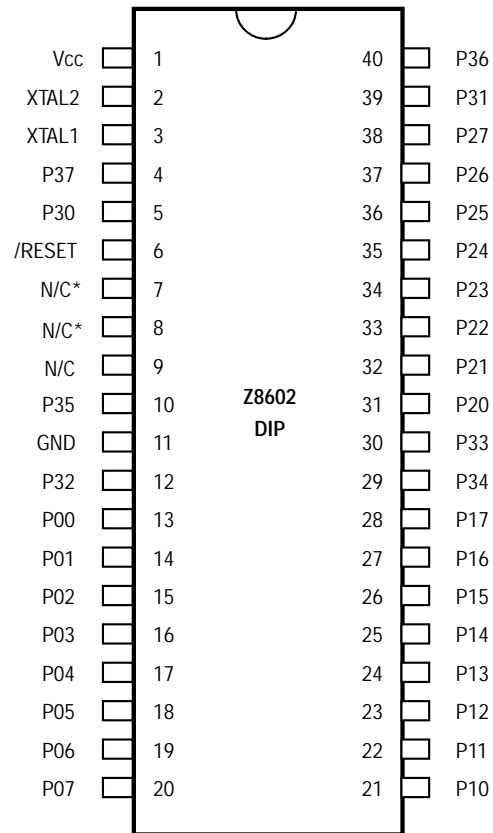 Vcc 1 40 P36
XTAL2 2 39 P31
XTAL1 3 38 P27
P37 4 37 P26
P30 5 36 P25
/RESET 6 35 P24
N/C* 7 34 P23
N/C* 8 33 P22
N/C 9 32 P21
P35 10 Z8602 31 P20
DIP
GND 11 30 P33
P32 12 29 P34
P00 13 28 P17
P01 14 27 P16
P02 15 26 P15
P03 16 25 P14
P04 17 24 P13
P05 18 23 P12
P06 19 22 P11
P07 20 21 P10